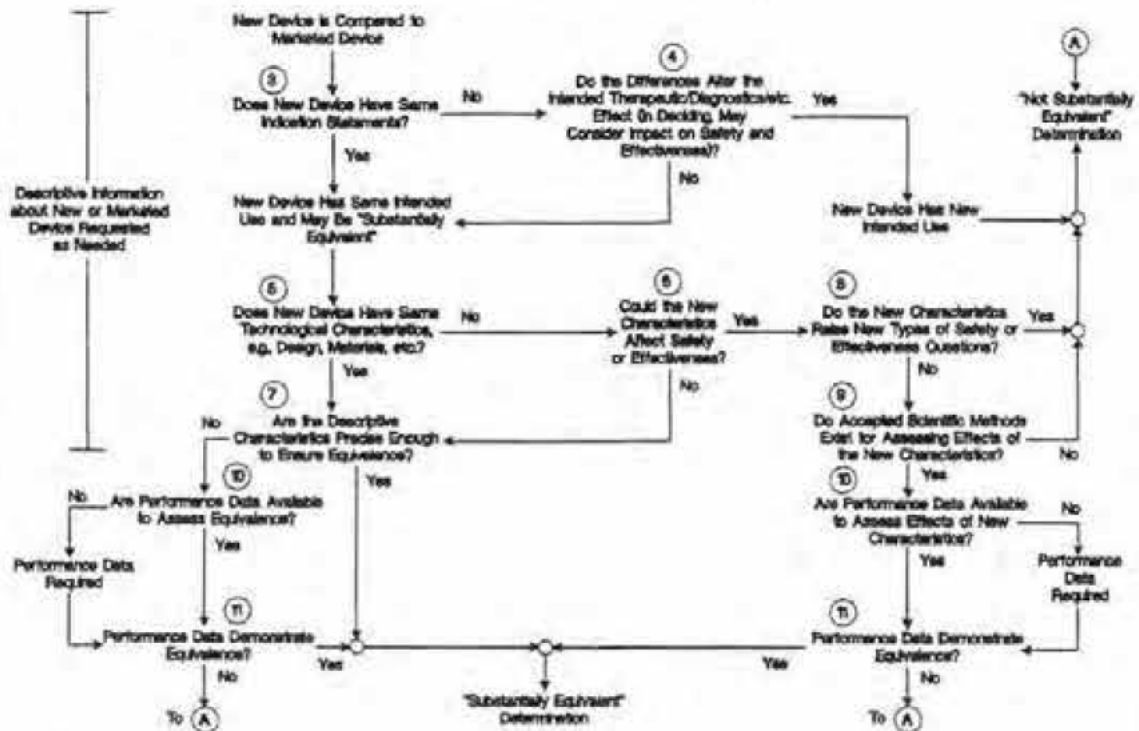 New Device is Compared to
Marketed Device
3
Does New Device Have Same
Indication Statements?
No
Yes
4
Do the Differences Alter the
Intended Therapeutic/Diagnostics/etc.
Effect (in Deciding, May
Consider Impact on Safety and
Effectiveness)?
Yes
No
A
"Not Substantially
Equivalent"
Determination
Descriptive Information
about New or Marketed
Device Requested
as Needed
New Device Has Same Intended
Use and May Be "Substantially
Equivalent"
New Device Has New
Intended Use
5
Does New Device Have Same
Technological Characteristics,
e.g., Design, Materials, etc.?
No
Yes
6
Could the New
Characteristics
Affect Safety
or Effectiveness?
Yes
No
8
Do the New Characteristics
Raise New Types of Safety or
Effectiveness Questions?
Yes
No
7
Are the Descriptive
Characteristics Precise Enough
to Ensure Equivalence?
No
Yes
9
Do Accepted Scientific Methods
Exist for Assessing Effects of
the New Characteristics?
No
Yes
10
Are Performance Data Available
to Assess Equivalence?
No
Yes
Performance Data
Required
10
Are Performance Data Available
to Assess Effects of New
Characteristics?
No
Yes
Performance
Data
Required
11
Performance Data Demonstrate
Equivalence?
Yes
No
To A
"Substantially Equivalent"
Determination
11
Performance Data Demonstrate
Equivalence?
Yes
No
To A